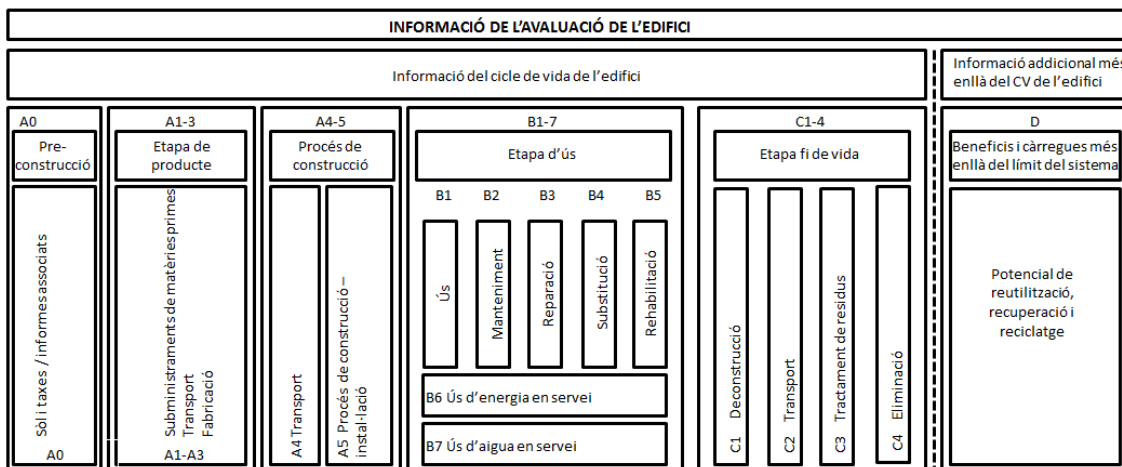 INFORMACIÓ DE L'AVALUACIÓ DE L'EDIFICI
Informació del cicle de vida de l'edifici
Informació addicional més
enllà del CV de l'edifici
A0
Pre-
construcció
Sòl i taxes / informes associats
A0
A1-3
Etapa de
producte
Subministraments de matèries primes
Transport
Fabricació
A1-A3
A4-5
Procés de
construcció
A4 Transport
A5 Procés de construcció –
instal·lació
B1-7
Etapa d'ús
B1
B2
B3
B4
B5
Ús
Manteniment
Reparació
Substitució
Rehabilitació
B6 Ús d'energia en servei
B7 Ús d'aigua en servei
C1-4
Etapa fi de vida
C1 Deconstrucció
C2 Transport
C3 Tractament de residus
C4 Eliminació
D
Beneficis i càrregues més
enllà del límit del sistema
Potencial de
reutilització,
recuperació i
reciclatge